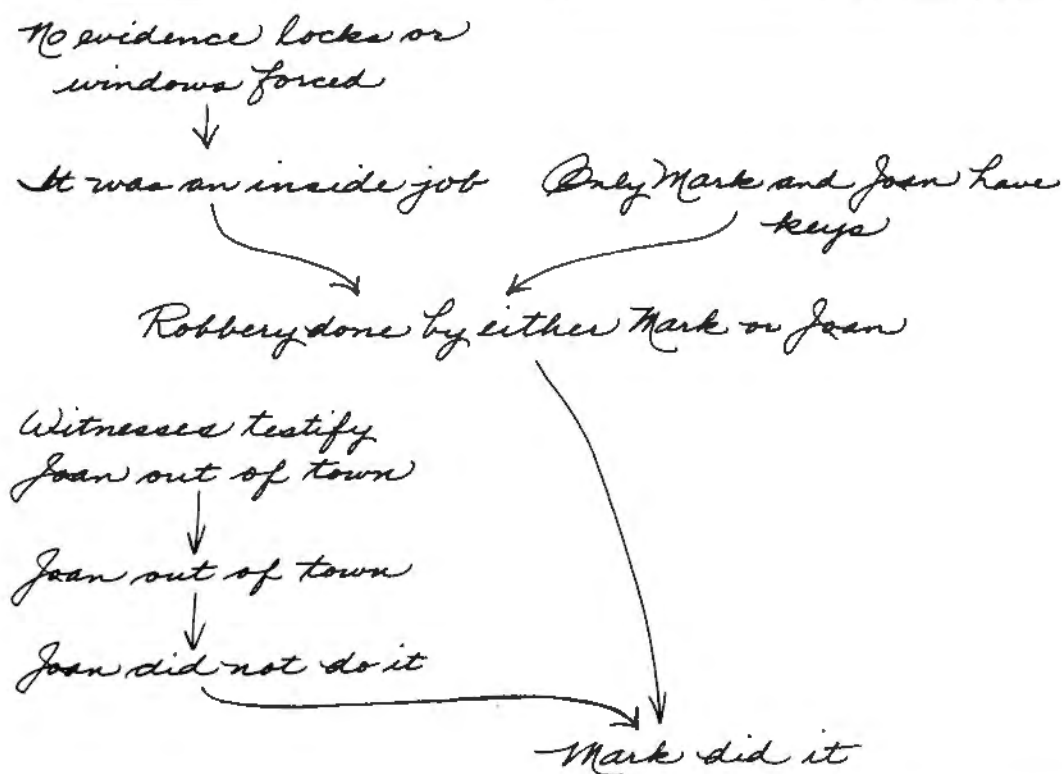 No evidence locks or
windows forced
It was an inside job
Only Mark and Joan have
keys
Robbery done by either Mark or Joan
Witnesses testify
Joan out of town
Joan out of town
Joan did not do it
Mark did it